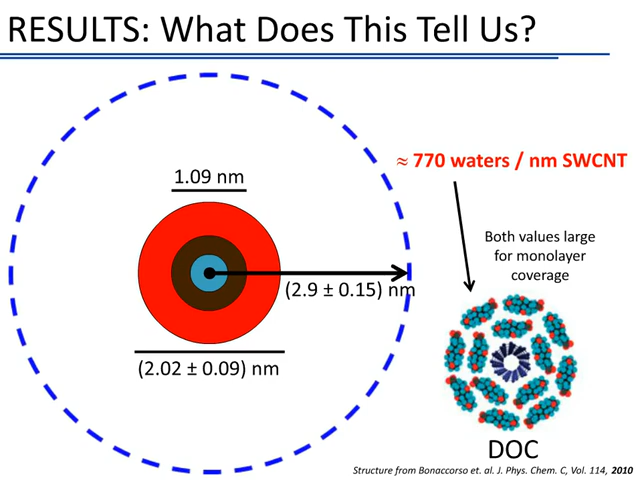 RESULTS: What Does This Tell Us?
≈ 770 waters / nm SWCNT
1.09 nm
Both values large
for monolayer
coverage
(2.9 ± 0.15) nm
(2.02 ± 0.09) nm
DOC
Structure from Bonaccorso et. al. J. Phys. Chem. C, Vol. 114, 2010